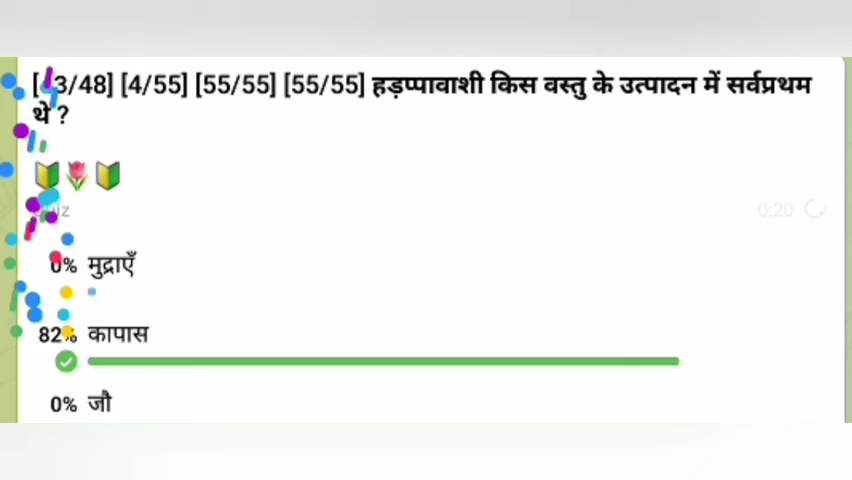 [43/48] [4/55] [55/55] [55/55] हड़प्पावाशी किस वस्तु के उत्पादन में सर्वप्रथम
थे ?
0:20
0% मुद्राएँ
82% कापास
0% जौ